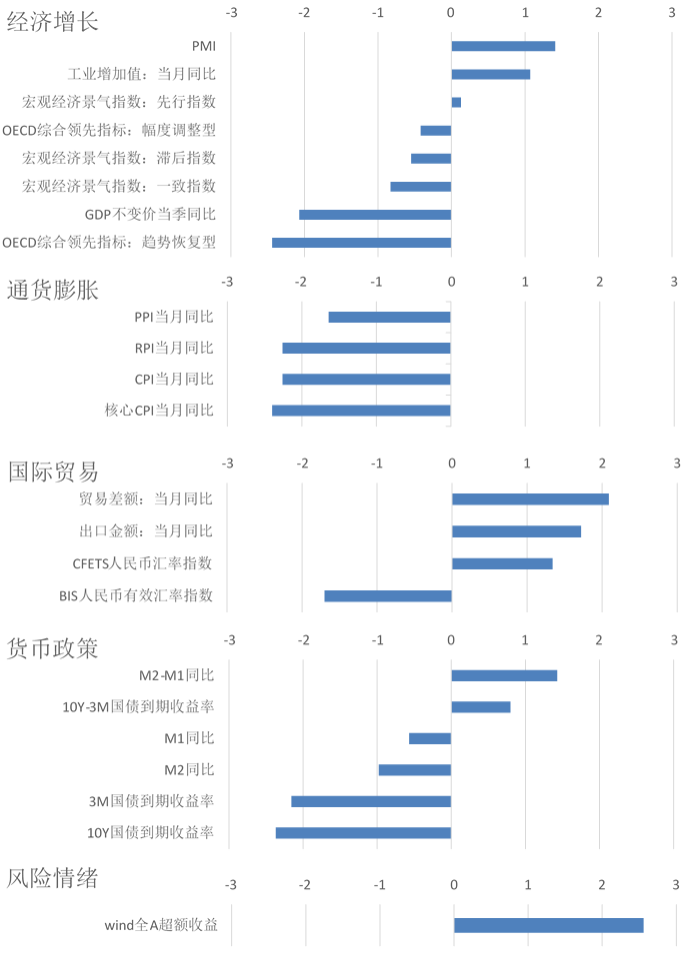 经济增长
-3 -2 -1 0 1 2 3
PMI
工业增加值：当月同比
宏观经济景气指数：先行指数
OECD综合领先指标：幅度调整型
宏观经济景气指数：滞后指数
宏观经济景气指数：一致指数
GDP不变价当季同比
OECD综合领先指标：趋势恢复型
通货膨胀
-3 -2 -1 0 1 2 3
PPI当月同比
RPI当月同比
CPI当月同比
核心CPI当月同比
国际贸易
-3 -2 -1 0 1 2 3
贸易差额：当月同比
出口金额：当月同比
CFETS人民币汇率指数
BIS人民币有效汇率指数
货币政策
-3 -2 -1 0 1 2 3
M2-M1同比
10Y-3M国债到期收益率
M1同比
M2同比
3M国债到期收益率
10Y国债到期收益率
风险情绪
-3 -2 -1 0 1 2 3
wind全A超额收益